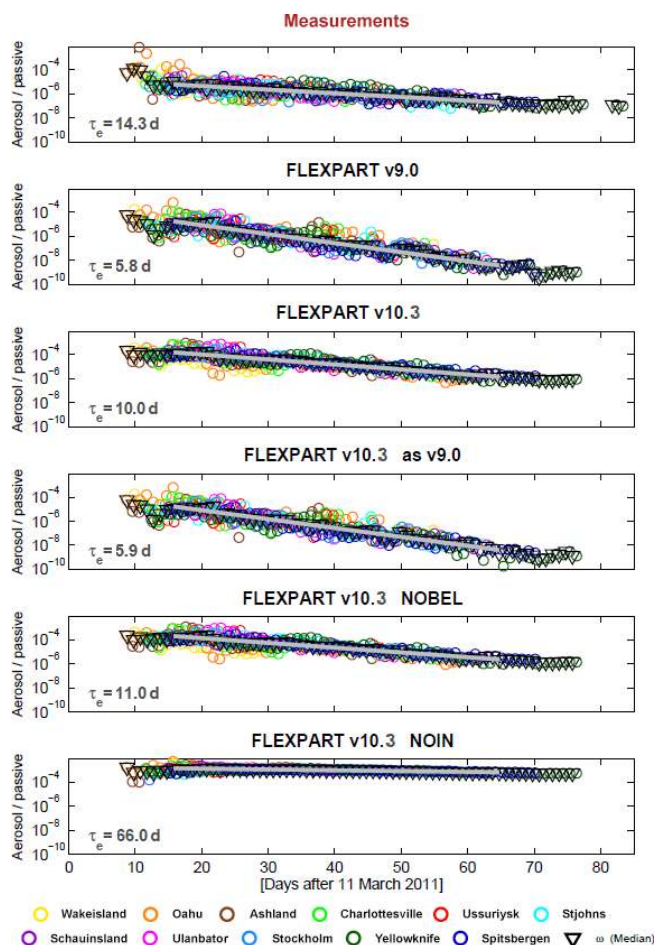 Measurements
Aerosol / passive
10−4
10−6
10−8
10−10
τe = 14.3 d
FLEXPART v9.0
Aerosol / passive
10−4
10−6
10−8
10−10
τe = 5.8 d
FLEXPART v10.3
Aerosol / passive
10−4
10−6
10−8
10−10
τe = 10.0 d
FLEXPART v10.3 as v9.0
Aerosol / passive
10−4
10−6
10−8
10−10
τe = 5.9 d
FLEXPART v10.3 NOBEL
Aerosol / passive
10−4
10−6
10−8
10−10
τe = 11.0 d
FLEXPART v10.3 NOIN
Aerosol / passive
10−4
10−6
10−8
10−10
τe = 66.0 d
0 10 20 30 40 50 60 70 80
[Days after 11 March 2011]
Wakeisland Oahu Ashland Charlottesville Ussuriysk Stjohns
Schauinsland Ulanbator Stockholm Yellowknife Spitsbergen ω (Median)